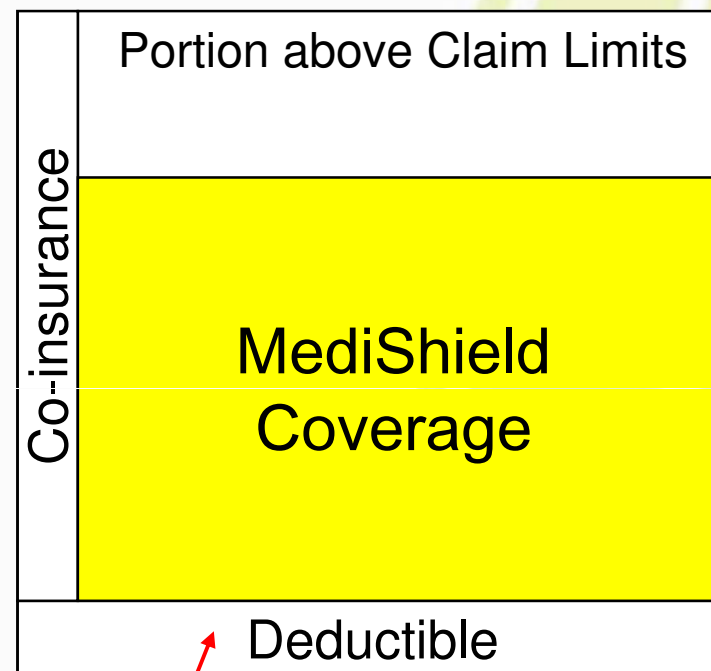 Portion above Claim Limits
Co-insurance
MediShield
Coverage
Deductible